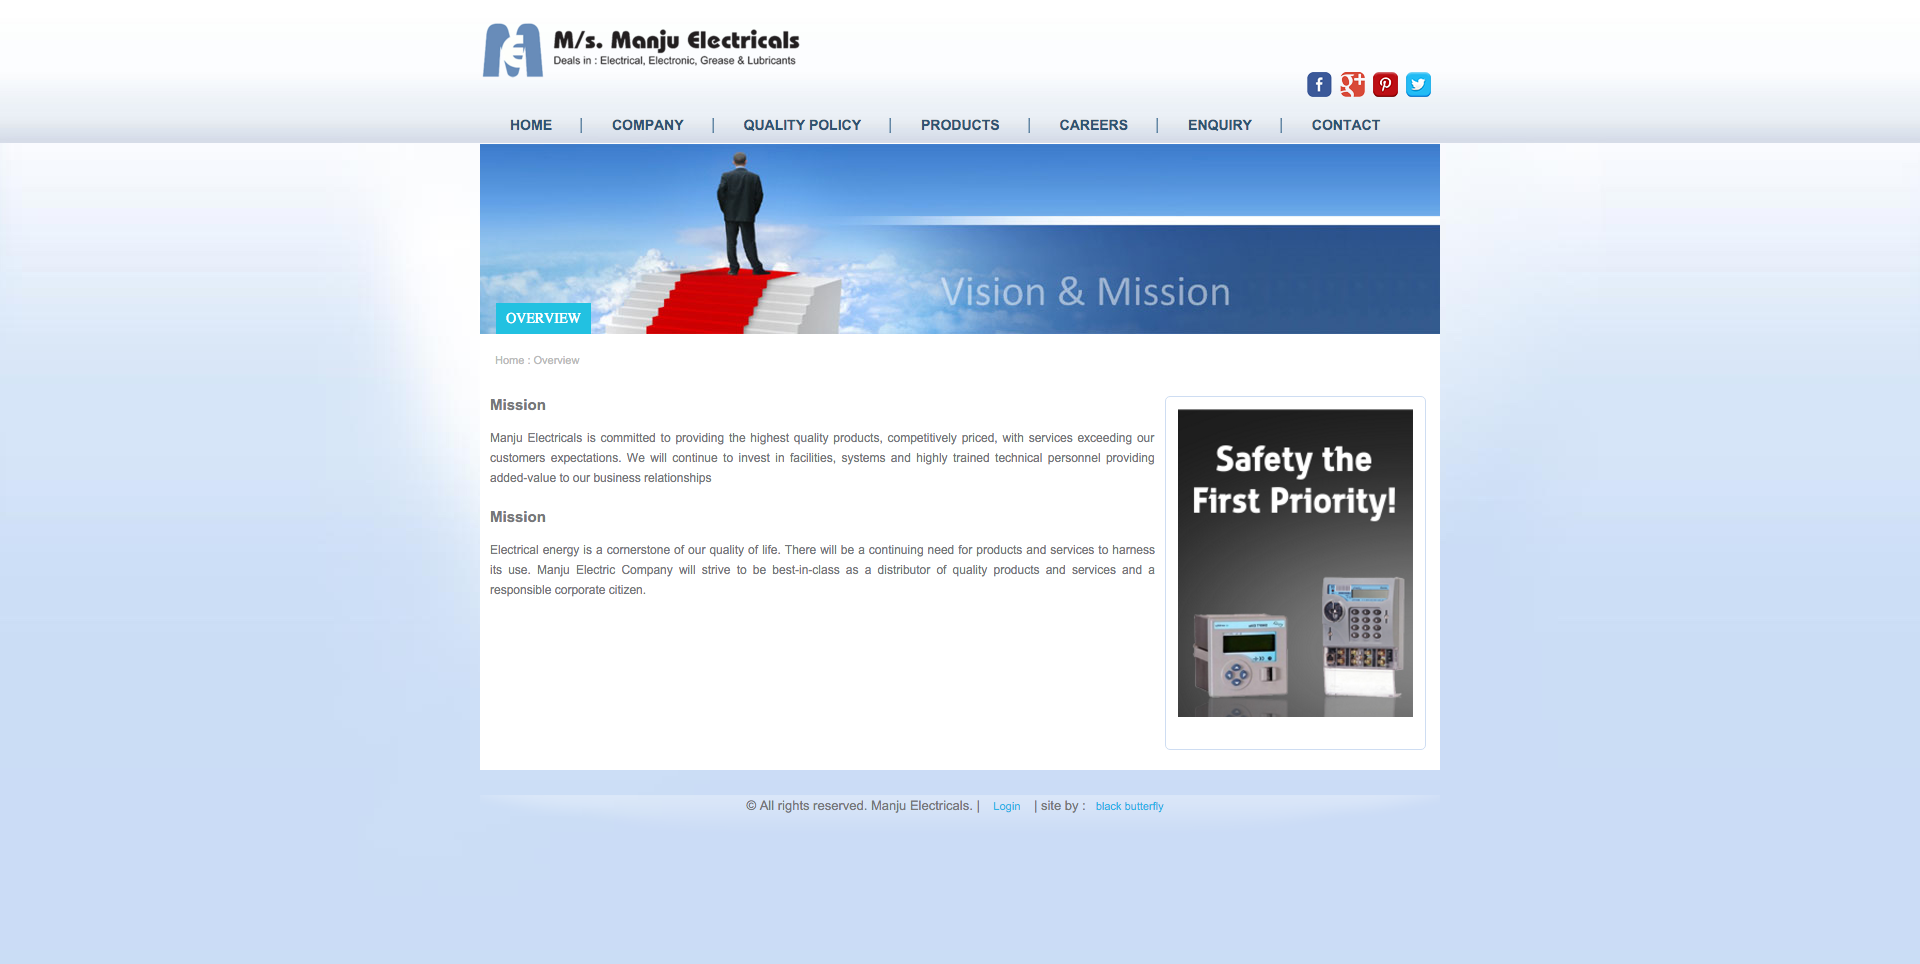 M/s. Manju Electricals
Deals in : Electrical, Electronic, Grease & Lubricants
HOME | COMPANY | QUALITY POLICY | PRODUCTS | CAREERS | ENQUIRY | CONTACT
Vision & Mission
OVERVIEW
Home : Overview
Mission
Manju Electricals is committed to providing the highest quality products, competitively priced, with services exceeding our
customers expectations. We will continue to invest in facilities, systems and highly trained technical personnel providing
added-value to our business relationships
Mission
Electrical energy is a cornerstone of our quality of life. There will be a continuing need for products and services to harness
its use. Manju Electric Company will strive to be best-in-class as a distributor of quality products and services and a
responsible corporate citizen.
Safety the
First Priority!
© All rights reserved. Manju Electricals. | Login | site by : black butterfly